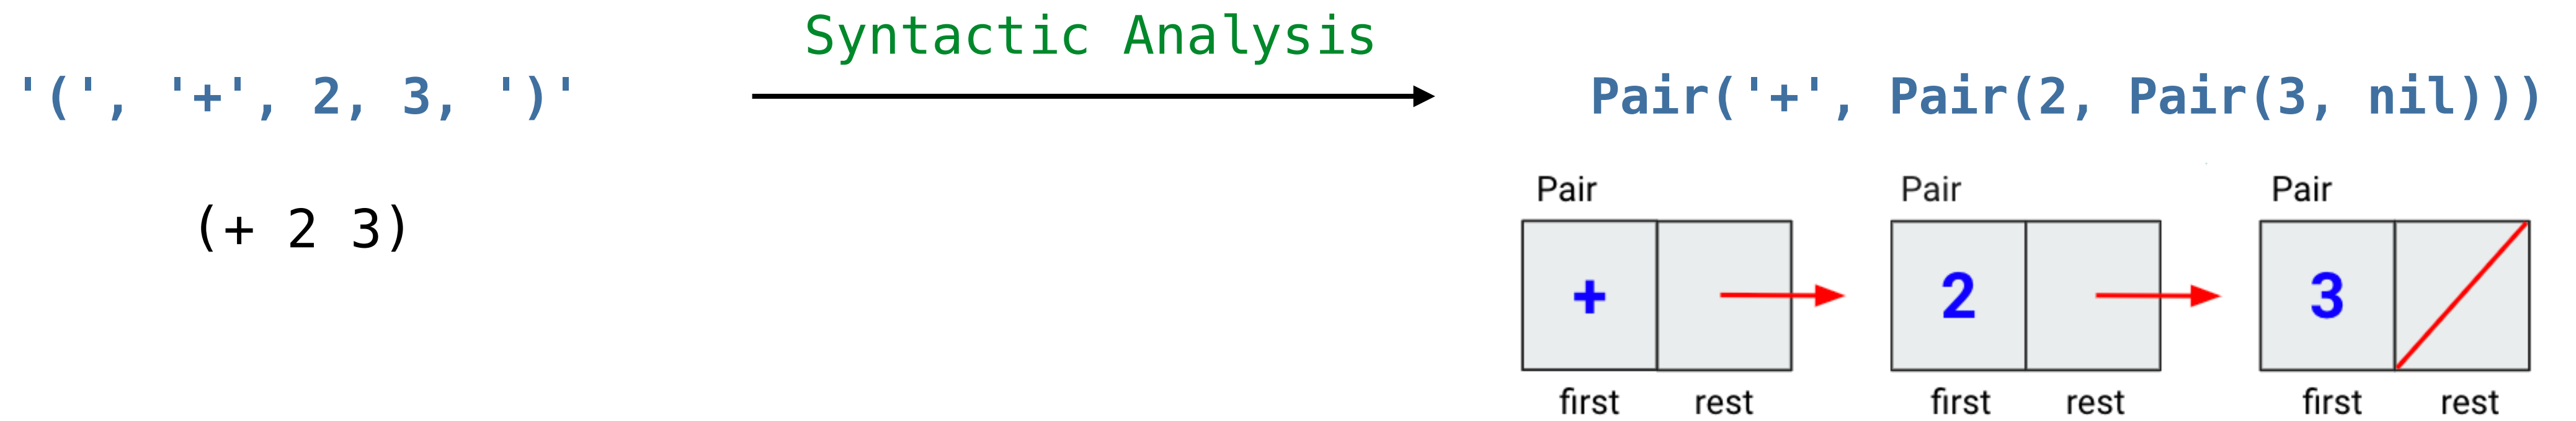 Syntactic Analysis
'(', '+', 2, 3, ')'
Pair('+', Pair(2, Pair(3, nil)))
(+ 2 3)
Pair Pair Pair
+ 2 3
first rest first rest first rest